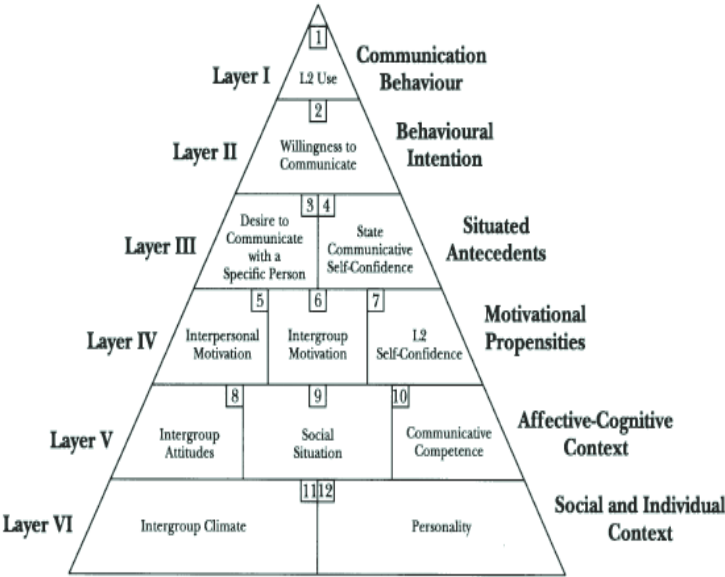 1
Layer I
L2 Use
Communication
Behaviour
2
Layer II
Willingness to
Communicate
Behavioural
Intention
3 4
Layer III
Desire to
Communicate
with a
Specific Person
State
Communicative
Self-Confidence
Situated
Antecedents
5 6 7
Layer IV
Interpersonal
Motivation
Intergroup
Motivation
L2
Self-Confidence
Motivational
Propensities
8 9 10
Layer V
Intergroup
Attitudes
Social
Situation
Communicative
Competence
Affective-Cognitive
Context
11 12
Layer VI
Intergroup Climate
Personality
Social and Individual
Context